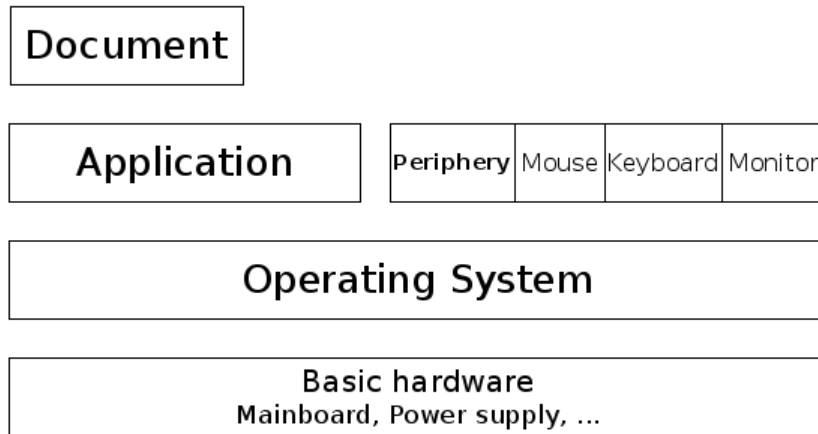 Document
Application
Periphery Mouse Keyboard Monitor
Operating System
Basic hardware
Mainboard, Power supply, ...